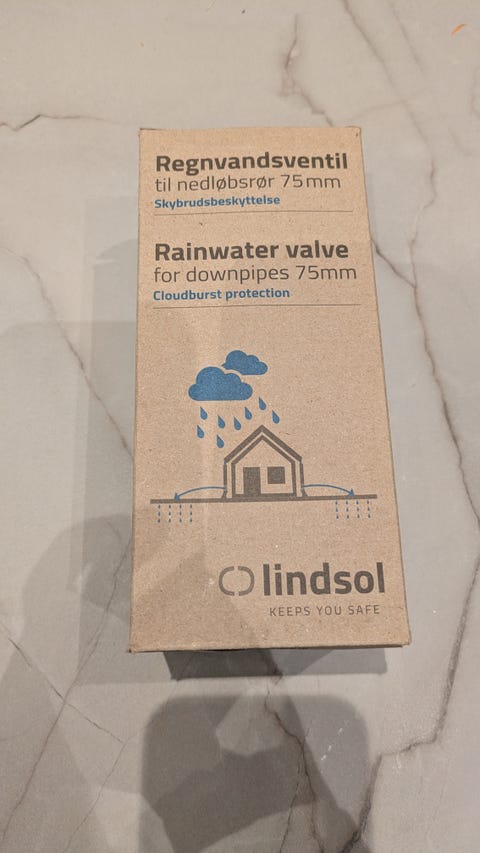 Regnvandsventil
til nedløbsrør 75mm
Skybrudsbeskyttelse
Rainwater valve
for downpipes 75mm
Cloudburst protection
lindsol
KEEPS YOU SAFE